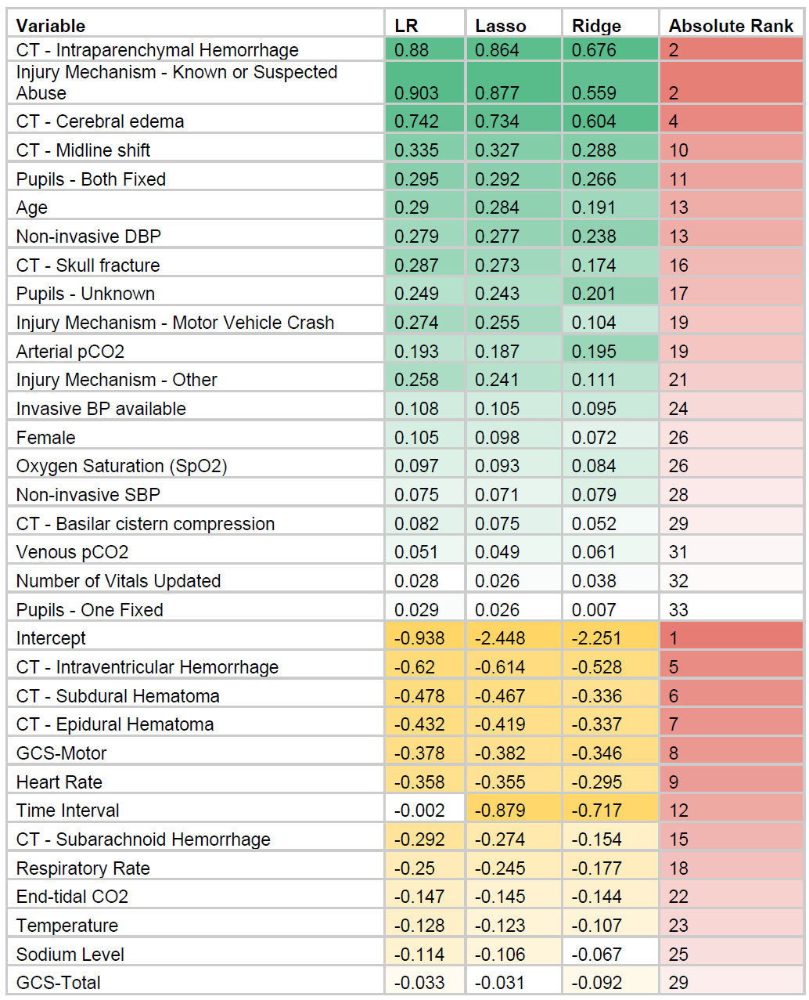 Variable LR Lasso Ridge Absolute Rank
CT - Intraparenchymal Hemorrhage 0.88 0.864 0.676 2
Injury Mechanism - Known or Suspected
Abuse 0.903 0.877 0.559 2
CT - Cerebral edema 0.742 0.734 0.604 4
CT - Midline shift 0.335 0.327 0.288 10
Pupils - Both Fixed 0.295 0.292 0.266 11
Age 0.29 0.284 0.191 13
Non-invasive DBP 0.279 0.277 0.238 13
CT - Skull fracture 0.287 0.273 0.174 16
Pupils - Unknown 0.249 0.243 0.201 17
Injury Mechanism - Motor Vehicle Crash 0.274 0.255 0.104 19
Arterial pCO2 0.193 0.187 0.195 19
Injury Mechanism - Other 0.258 0.241 0.111 21
Invasive BP available 0.108 0.105 0.095 24
Female 0.105 0.098 0.072 26
Oxygen Saturation (SpO2) 0.097 0.093 0.084 26
Non-invasive SBP 0.075 0.071 0.079 28
CT - Basilar cistern compression 0.082 0.075 0.052 29
Venous pCO2 0.051 0.049 0.061 31
Number of Vitals Updated 0.028 0.026 0.038 32
Pupils - One Fixed 0.029 0.026 0.007 33
Intercept -0.938 -2.448 -2.251 1
CT - Intraventricular Hemorrhage -0.62 -0.614 -0.528 5
CT - Subdural Hematoma -0.478 -0.467 -0.336 6
CT - Epidural Hematoma -0.432 -0.419 -0.337 7
GCS-Motor -0.378 -0.382 -0.346 8
Heart Rate -0.358 -0.355 -0.295 9
Time Interval -0.002 -0.879 -0.717 12
CT - Subarachnoid Hemorrhage -0.292 -0.274 -0.154 15
Respiratory Rate -0.25 -0.245 -0.177 18
End-tidal CO2 -0.147 -0.145 -0.144 22
Temperature -0.128 -0.123 -0.107 23
Sodium Level -0.114 -0.106 -0.067 25
GCS-Total -0.033 -0.031 -0.092 29